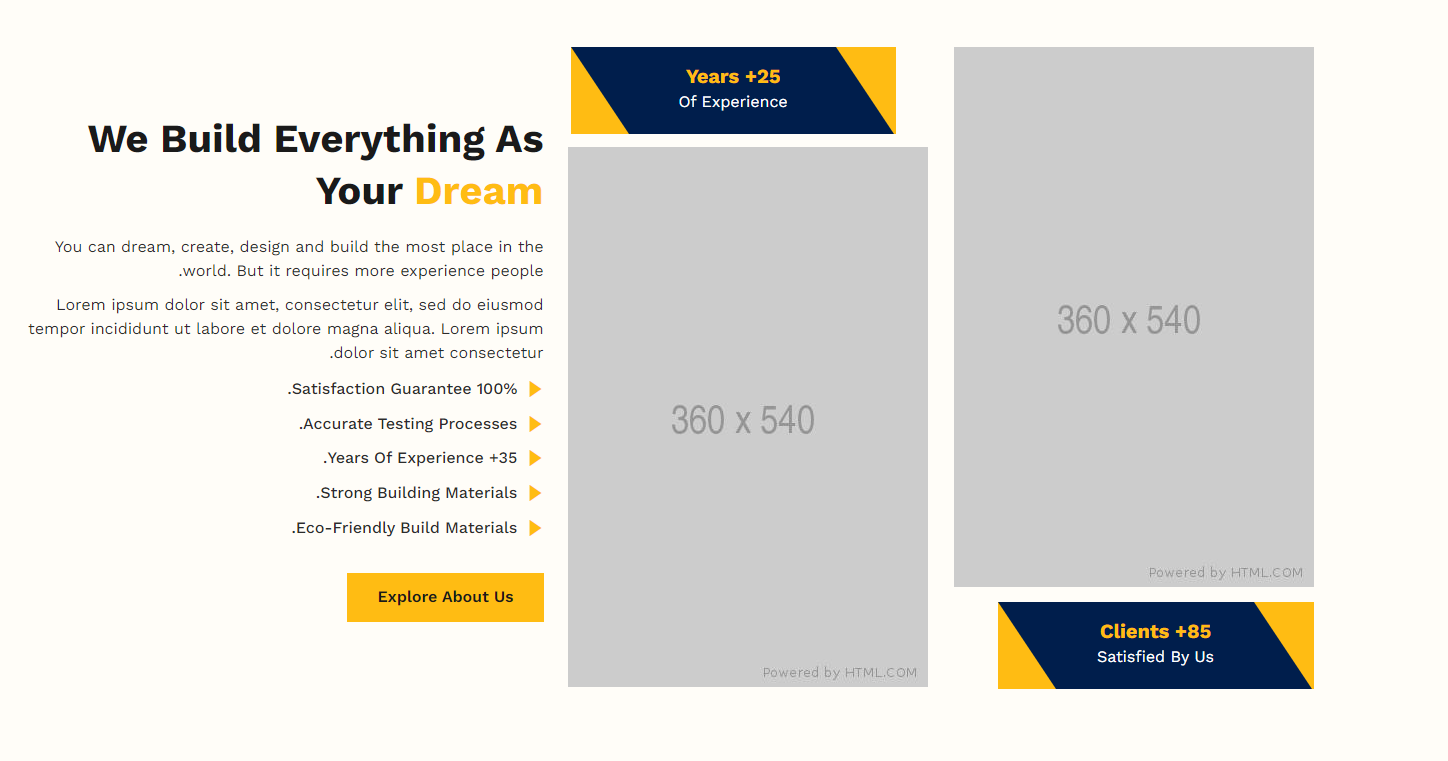 We Build Everything As
Your Dream
You can dream, create, design and build the most place in the
.world. But it requires more experience people
Lorem ipsum dolor sit amet, consectetur elit, sed do eiusmod
tempor incididunt ut labore et dolore magna aliqua. Lorem ipsum
.dolor sit amet consectetur
.Satisfaction Guarantee 100%
.Accurate Testing Processes
.Years Of Experience +35
.Strong Building Materials
.Eco-Friendly Build Materials
Explore About Us
Years +25
Of Experience
360 x 540
Powered by HTML.COM
360 x 540
Powered by HTML.COM
Clients +85
Satisfied By Us